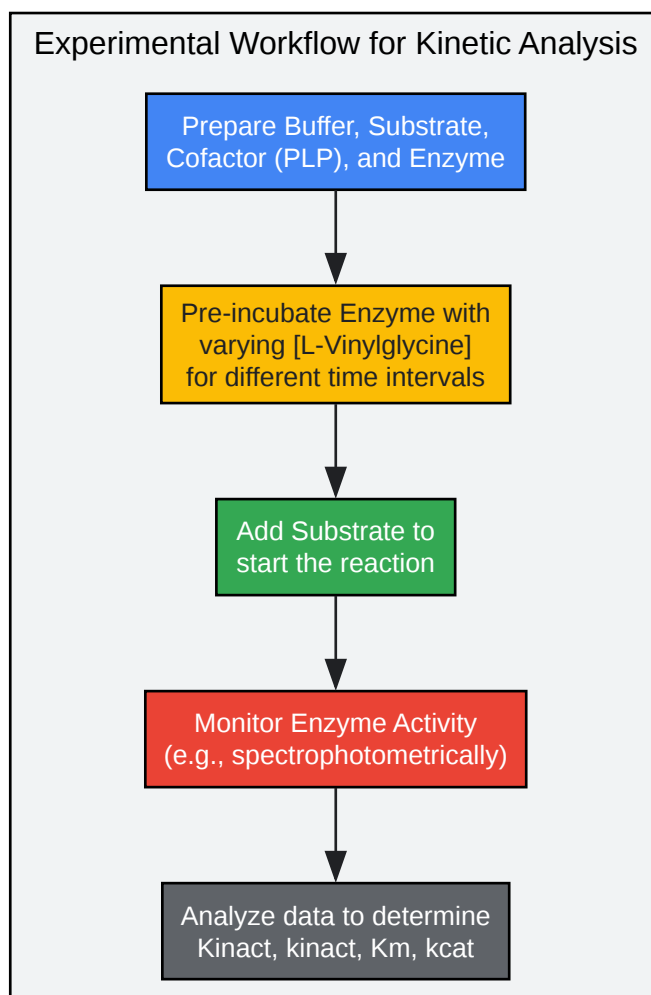 Experimental Workflow for Kinetic Analysis
Prepare Buffer, Substrate,
Cofactor (PLP), and Enzyme
Pre-incubate Enzyme with
varying [L-Vinylglycine]
for different time intervals
Add Substrate to
start the reaction
Monitor Enzyme Activity
(e.g., spectrophotometrically)
Analyze data to determine
Kinact, kinact, Km, kcat